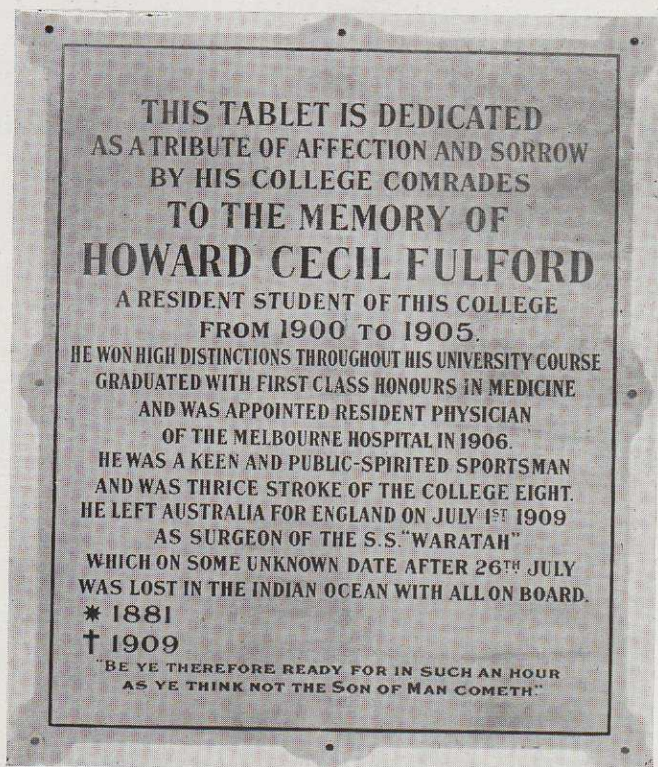 THIS TABLET IS DEDICATED
AS A TRIBUTE OF AFFECTION AND SORROW
BY HIS COLLEGE COMRADES
TO THE MEMORY OF
HOWARD CECIL FULFORD
A RESIDENT STUDENT OF THIS COLLEGE
FROM 1900 TO 1905.
HE WON HIGH DISTINCTIONS THROUGHOUT HIS UNIVERSITY COURSE
GRADUATED WITH FIRST CLASS HONOURS IN MEDICINE
AND WAS APPOINTED RESIDENT PHYSICIAN
OF THE MELBOURNE HOSPITAL IN 1906.
HE WAS A KEEN AND PUBLIC-SPIRITED SPORTSMAN
AND WAS THRICE STROKE OF THE COLLEGE EIGHT.
HE LEFT AUSTRALIA FOR ENGLAND ON JULY 1ST 1909
AS SURGEON OF THE S.S. "WARATAH"
WHICH ON SOME UNKNOWN DATE AFTER 26TH JULY
WAS LOST IN THE INDIAN OCEAN WITH ALL ON BOARD.
* 1881
† 1909
"BE YE THEREFORE READY FOR IN SUCH AN HOUR
AS YE THINK NOT THE SON OF MAN COMETH."